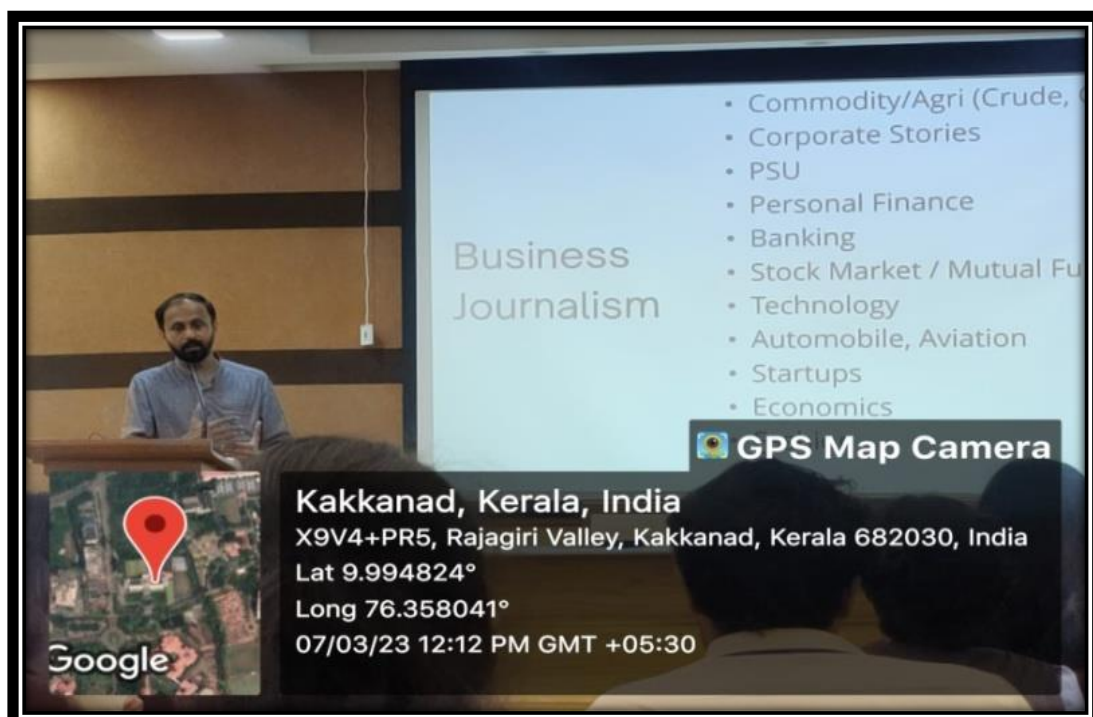 Business
Journalism
• Commodity/Agri (Crude,
• Corporate Stories
• PSU
• Personal Finance
• Banking
• Stock Market / Mutual Fu
• Technology
• Automobile, Aviation
• Startups
• Economics
GPS Map Camera
Google
Kakkanad, Kerala, India
X9V4+PR5, Rajagiri Valley, Kakkanad, Kerala 682030, India
Lat 9.994824°
Long 76.358041°
07/03/23 12:12 PM GMT +05:30